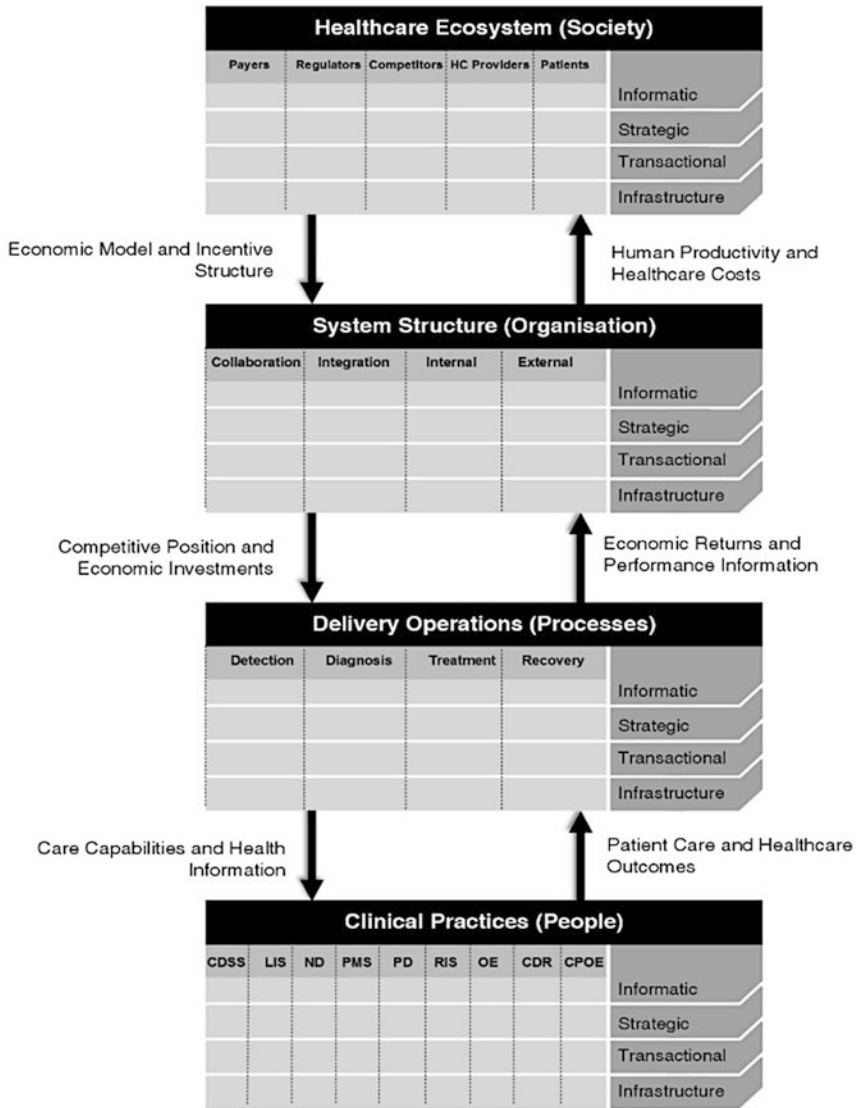 Healthcare Ecosystem (Society)
Payers Regulators Competitors HC Providers Patients
Informatic
Strategic
Transactional
Infrastructure
Economic Model and Incentive
Structure
Human Productivity and
Healthcare Costs
System Structure (Organisation)
Collaboration Integration Internal External
Informatic
Strategic
Transactional
Infrastructure
Competitive Position and
Economic Investments
Economic Returns and
Performance Information
Delivery Operations (Processes)
Detection Diagnosis Treatment Recovery
Informatic
Strategic
Transactional
Infrastructure
Care Capabilities and Health
Information
Patient Care and Healthcare
Outcomes
Clinical Practices (People)
CDSS LIS ND PMS PD RIS OE CDR CPOE
Informatic
Strategic
Transactional
Infrastructure